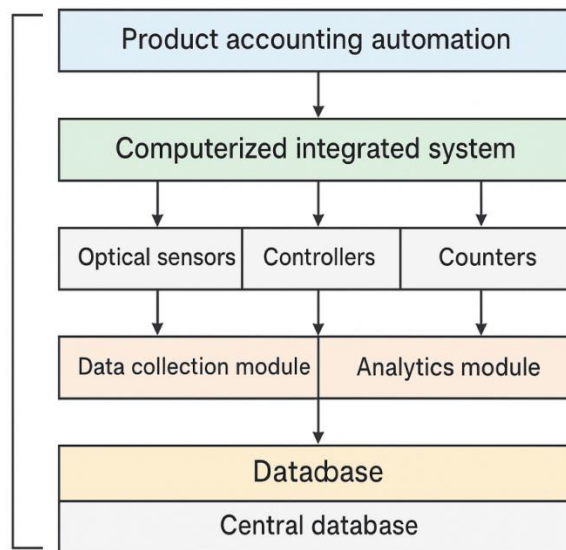 Product accounting automation
Computerized integrated system
Optical sensors Controllers Counters
Data collection module Analytics module
Datadbase
Central database